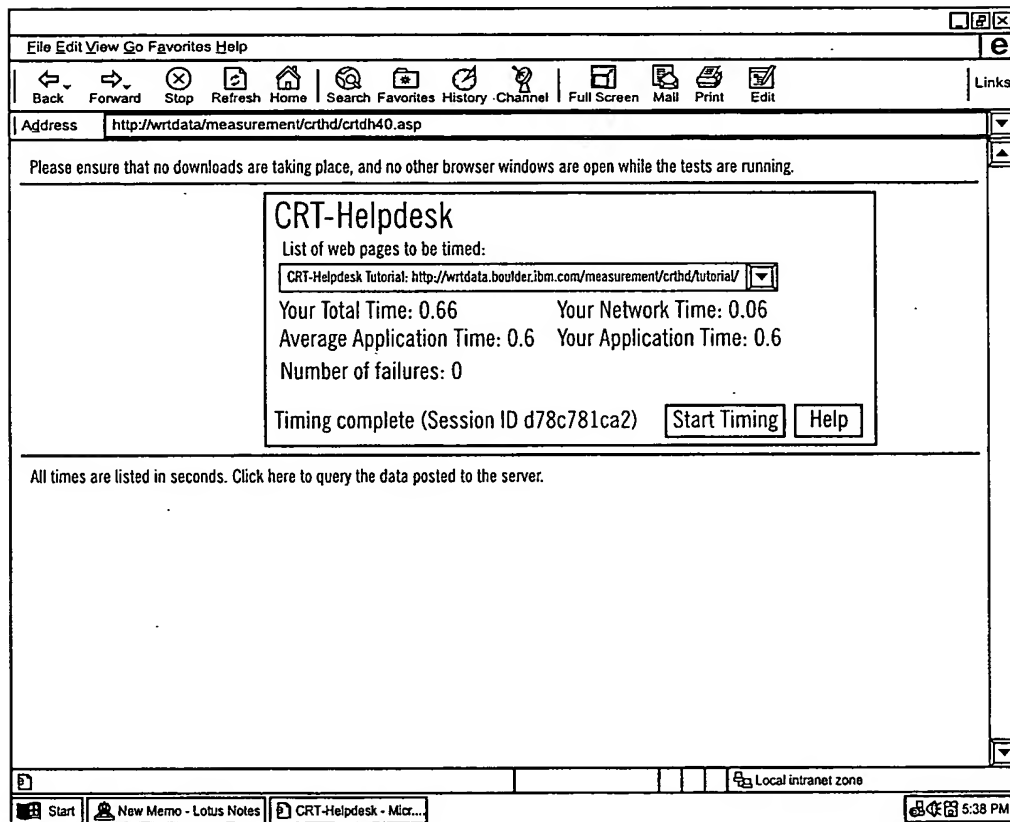 File Edit View Go Favorites Help
e
Back Forward Stop Refresh Home Search Favorites History Channel Full Screen Mail Print Edit Links
Address http://wrtdata/measurement/crthd/crtdh40.asp
Please ensure that no downloads are taking place, and no other browser windows are open while the tests are running.
CRT-Helpdesk
List of web pages to be timed:
CRT-Helpdesk Tutorial: http://wrtdata.boulder.ibm.com/measurement/crthd/tutorial/
Your Total Time: 0.66 Your Network Time: 0.06
Average Application Time: 0.6 Your Application Time: 0.6
Number of failures: 0
Timing complete (Session ID d78c781ca2) Start Timing Help
All times are listed in seconds. Click here to query the data posted to the server.
Local intranet zone
Start New Memo - Lotus Notes CRT-Helpdesk - Micr.... 5:38 PM